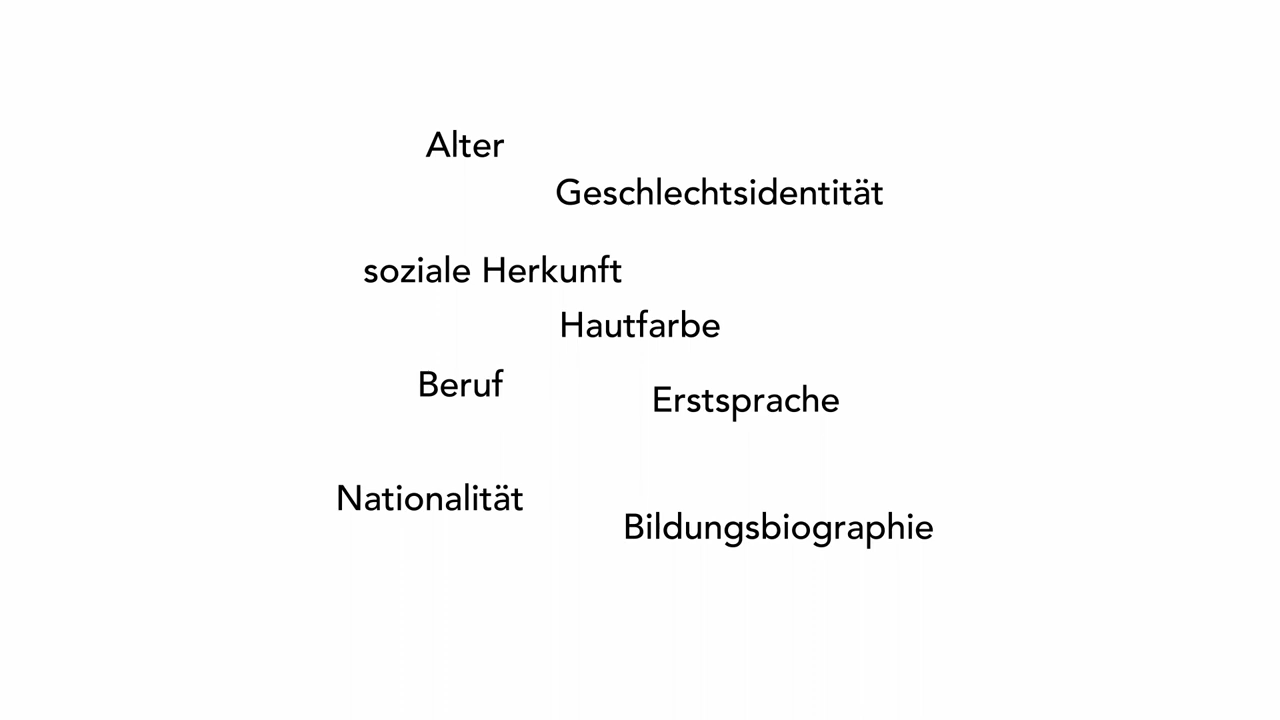 Alter
Geschlechtsidentität
soziale Herkunft
Hautfarbe
Beruf
Erstsprache
Nationalität
Bildungsbiographie